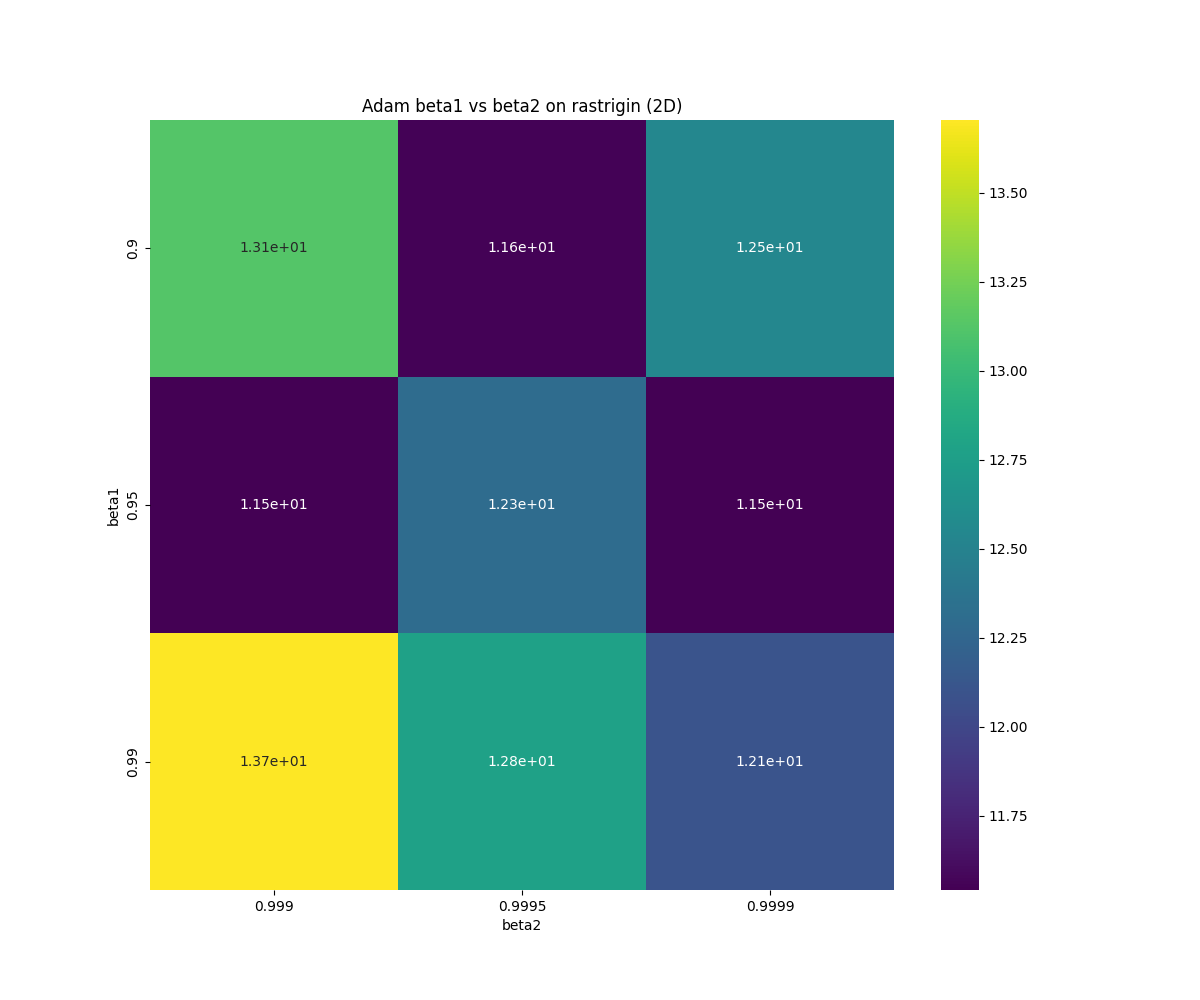 Adam beta1 vs beta2 on rastrigin (2D)
0.9
1.31e+01
1.16e+01
1.25e+01
beta1
0.95
1.15e+01
1.23e+01
1.15e+01
0.99
1.37e+01
1.28e+01
1.21e+01
0.999
0.9995
0.9999
beta2
13.50
13.25
13.00
12.75
12.50
12.25
12.00
11.75